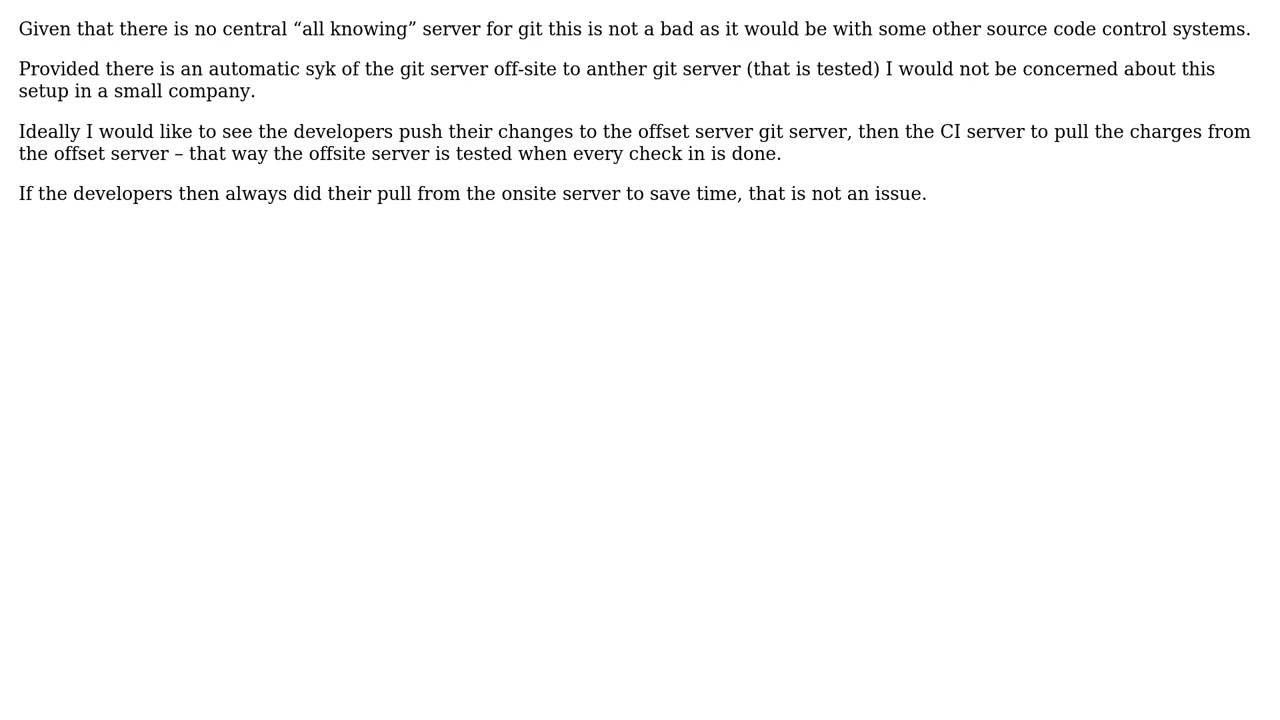 Given that there is no central “all knowing” server for git this is not a bad as it would be with some other source code control systems.
Provided there is an automatic syk of the git server off-site to anther git server (that is tested) I would not be concerned about this
setup in a small company.
Ideally I would like to see the developers push their changes to the offset server git server, then the CI server to pull the charges from
the offset server – that way the offsite server is tested when every check in is done.
If the developers then always did their pull from the onsite server to save time, that is not an issue.